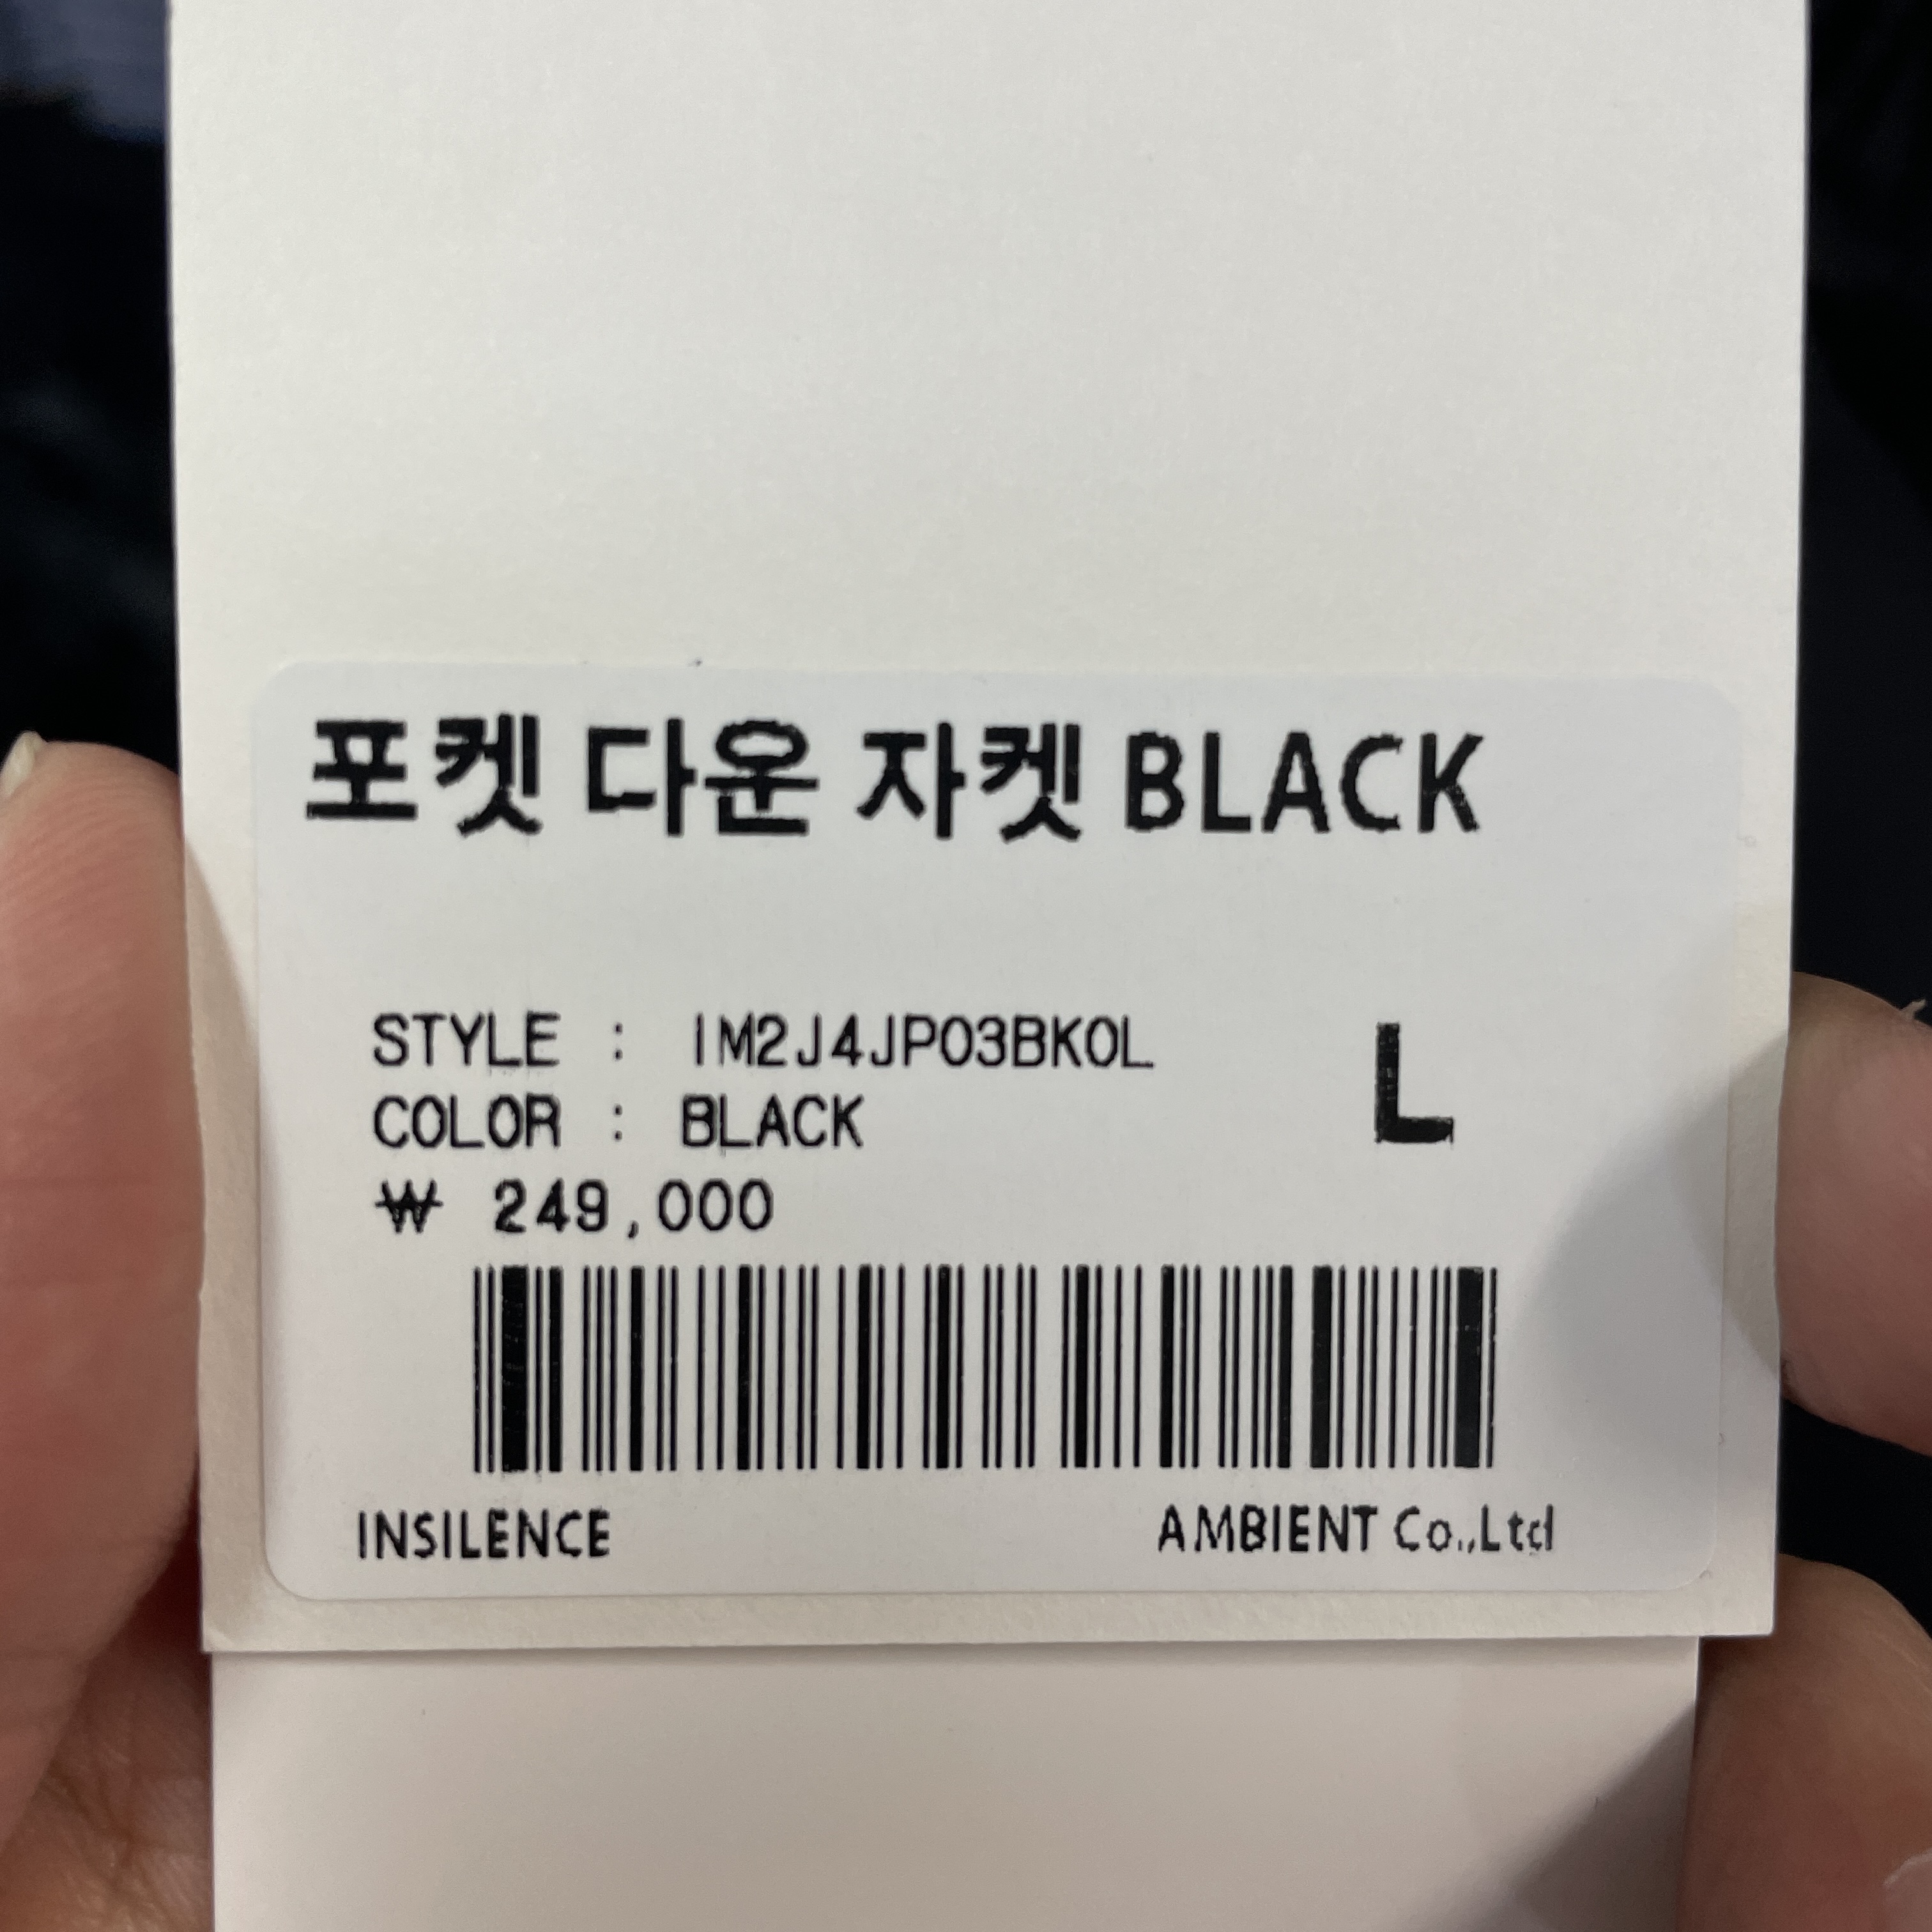 포켓 다운 자켓 BLACK
STYLE : IM2J4JP03BK0L
L
COLOR : BLACK
₩ 249,000
INSILENCE
AMBIENT Co.,Ltd